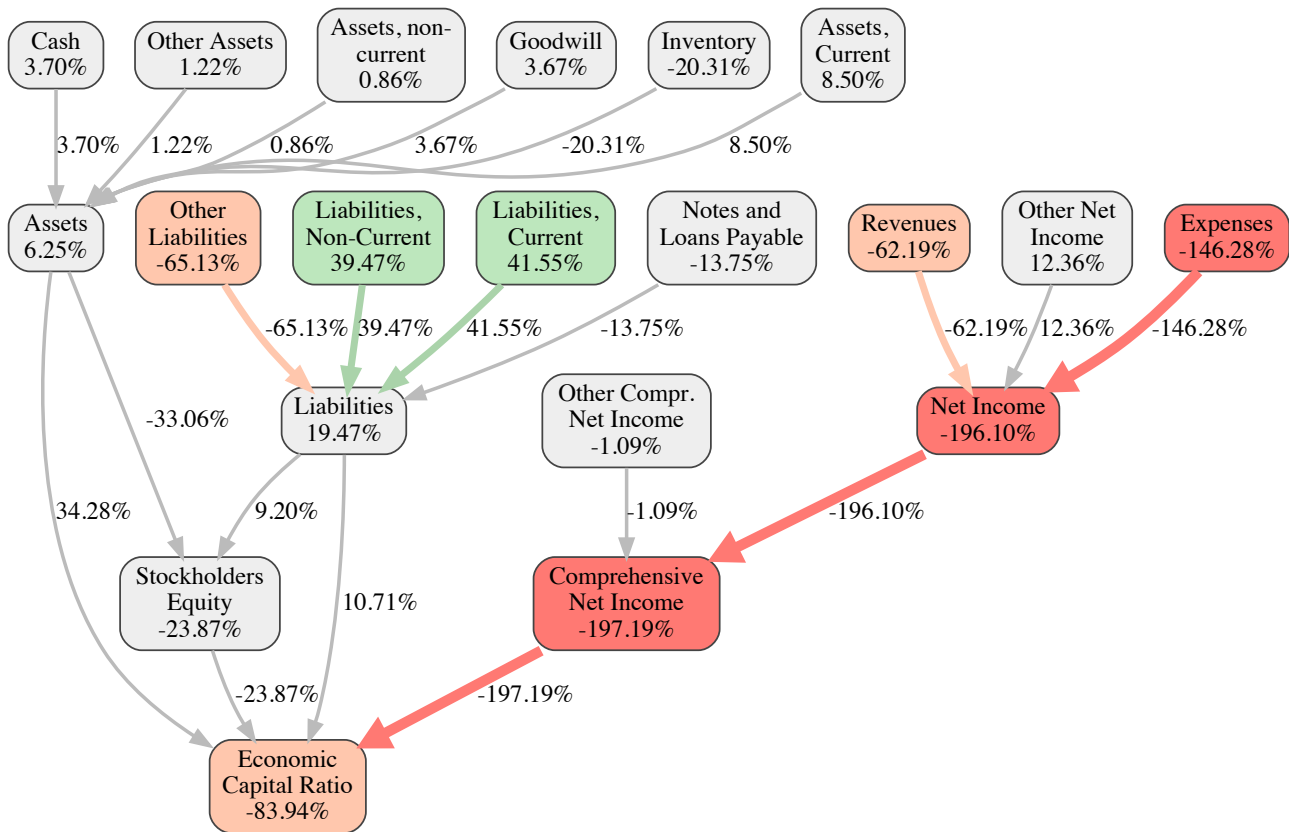 Cash
3.70%
Other Assets
1.22%
Assets, non-
current
0.86%
Goodwill
3.67%
Inventory
-20.31%
Assets,
Current
8.50%
3.70%
1.22%
0.86%
3.67%
-20.31%
8.50%
Assets
6.25%
Other
Liabilities
-65.13%
Liabilities,
Non-Current
39.47%
Liabilities,
Current
41.55%
Notes and
Loans Payable
-13.75%
Revenues
-62.19%
Other Net
Income
12.36%
Expenses
-146.28%
-65.13%
39.47%
41.55%
-13.75%
-62.19%
12.36%
-146.28%
Liabilities
19.47%
Other Compr.
Net Income
-1.09%
Net Income
-196.10%
-33.06%
34.28%
9.20%
-1.09%
-196.10%
Stockholders
Equity
-23.87%
10.71%
Comprehensive
Net Income
-197.19%
-23.87%
-197.19%
Economic
Capital Ratio
-83.94%